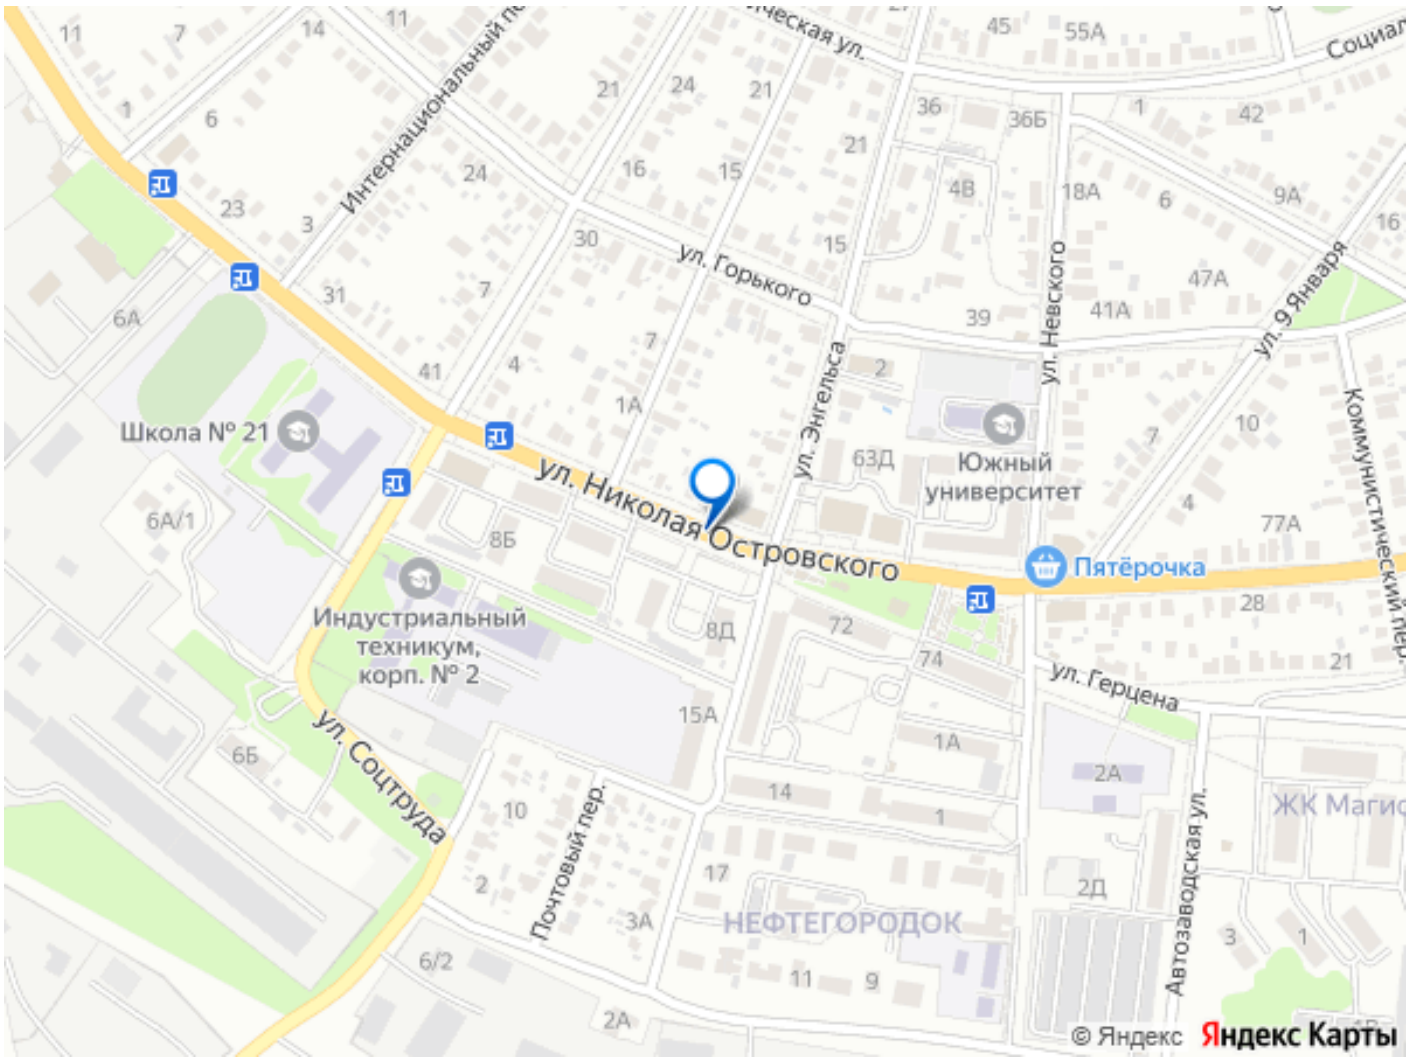 11
7
11
14
45
55А
ическая ул.
Социал
Интернациональный пе
21
24
21
36
36Б
1
42
1
6
21
16
15
24
4В
18А
6
9А
16
23
3
30
15
ул. Горького
ул. Невского
47А
ул. 9 Января
31
7
6А
39
41А
7
41
4
2
ул. Энгельса
1А
Коммунистический пер.
Школа № 21
63Д
Южный
университет
7
10
ул. Николая Островского
6А/1
8Б
4
77А
Пятёрочка
Индустриальный
техникум,
корп. № 2
8Д
72
74
28
21
ул. Герцена
15А
6Б
ул. Соцтруда
1А
2А
14
1
ЖК Магис
10
2
Почтовый пер.
17
2Д
Автозаводская ул.
3А
НЕФТЕГОРОДОК
3
1
6/2
11
9
2А
© Яндекс Яндекс Карты